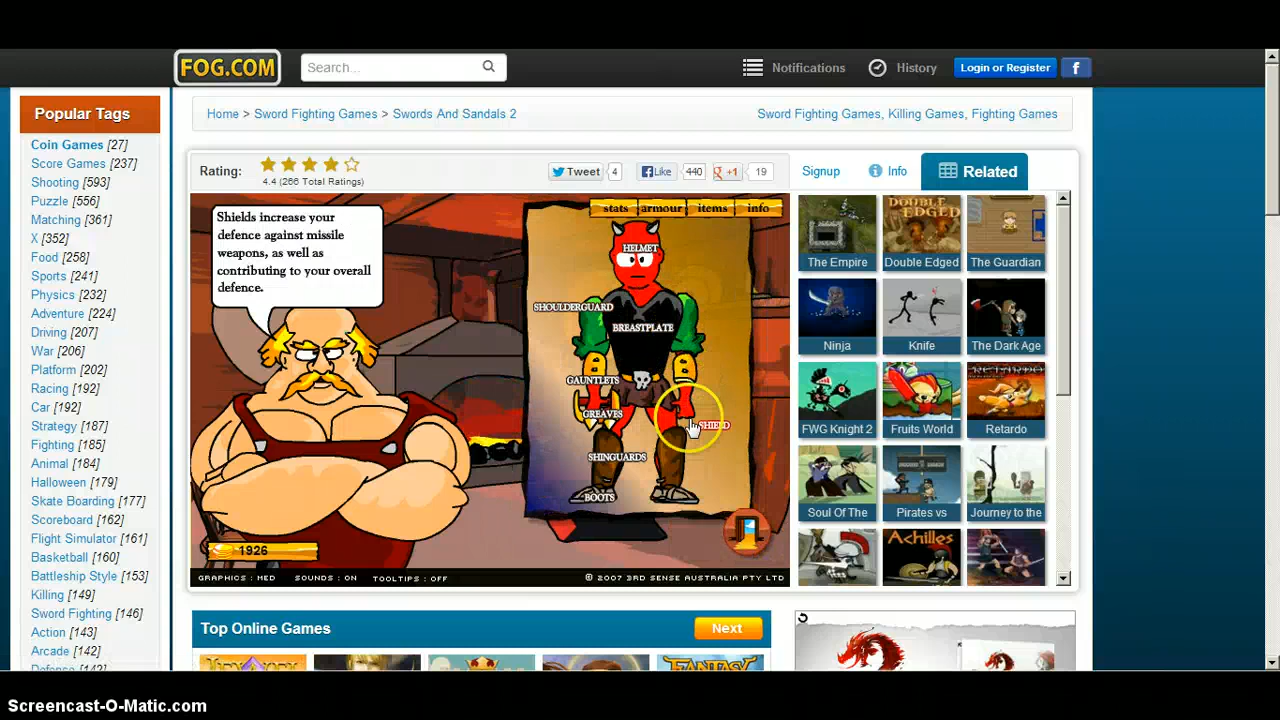 FOG.COM
Search...
Notifications
History
Login or Register
f
Popular Tags
Coin Games [27]
Score Games [237]
Shooting [593]
Puzzle [556]
Matching [361]
X [352]
Food [258]
Sports [241]
Physics [232]
Adventure [224]
Driving [207]
War [206]
Platform [202]
Racing [192]
Car [192]
Strategy [187]
Fighting [185]
Animal [184]
Halloween [179]
Skate Boarding [177]
Scoreboard [162]
Flight Simulator [161]
Basketball [160]
Battleship Style [153]
Killing [149]
Sword Fighting [146]
Action [143]
Arcade [142]
Defense [142]
Home > Sword Fighting Games > Swords And Sandals 2
Sword Fighting Games, Killing Games, Fighting Games
Rating:
4.4 (266 Total Ratings)
Tweet 4
Like 440
g +1 19
Signup
Info
Related
Shields increase your
defence against missile
weapons, as well as
contributing to your overall
defence.
stats armour items info
HELMET
SHOULDERGUARD
BREASTPLATE
GAUNTLETS
GREAVES
SHIELD
SHINGUARDS
BOOTS
1926
GRAPHICS : MED SOUNDS : ON TOOLTIPS : OFF
© 2007 3RD SENSE AUSTRALIA PTY LTD
DOUBLE EDGED
The Empire
Double Edged
The Guardian
Ninja
Knife
The Dark Age
RETARDO
FWG Knight 2
Fruits World
Retardo
Soul Of The
Pirates vs
Journey to the
Achilles
Top Online Games
Next
FANTASY
Screencast-O-Matic.com